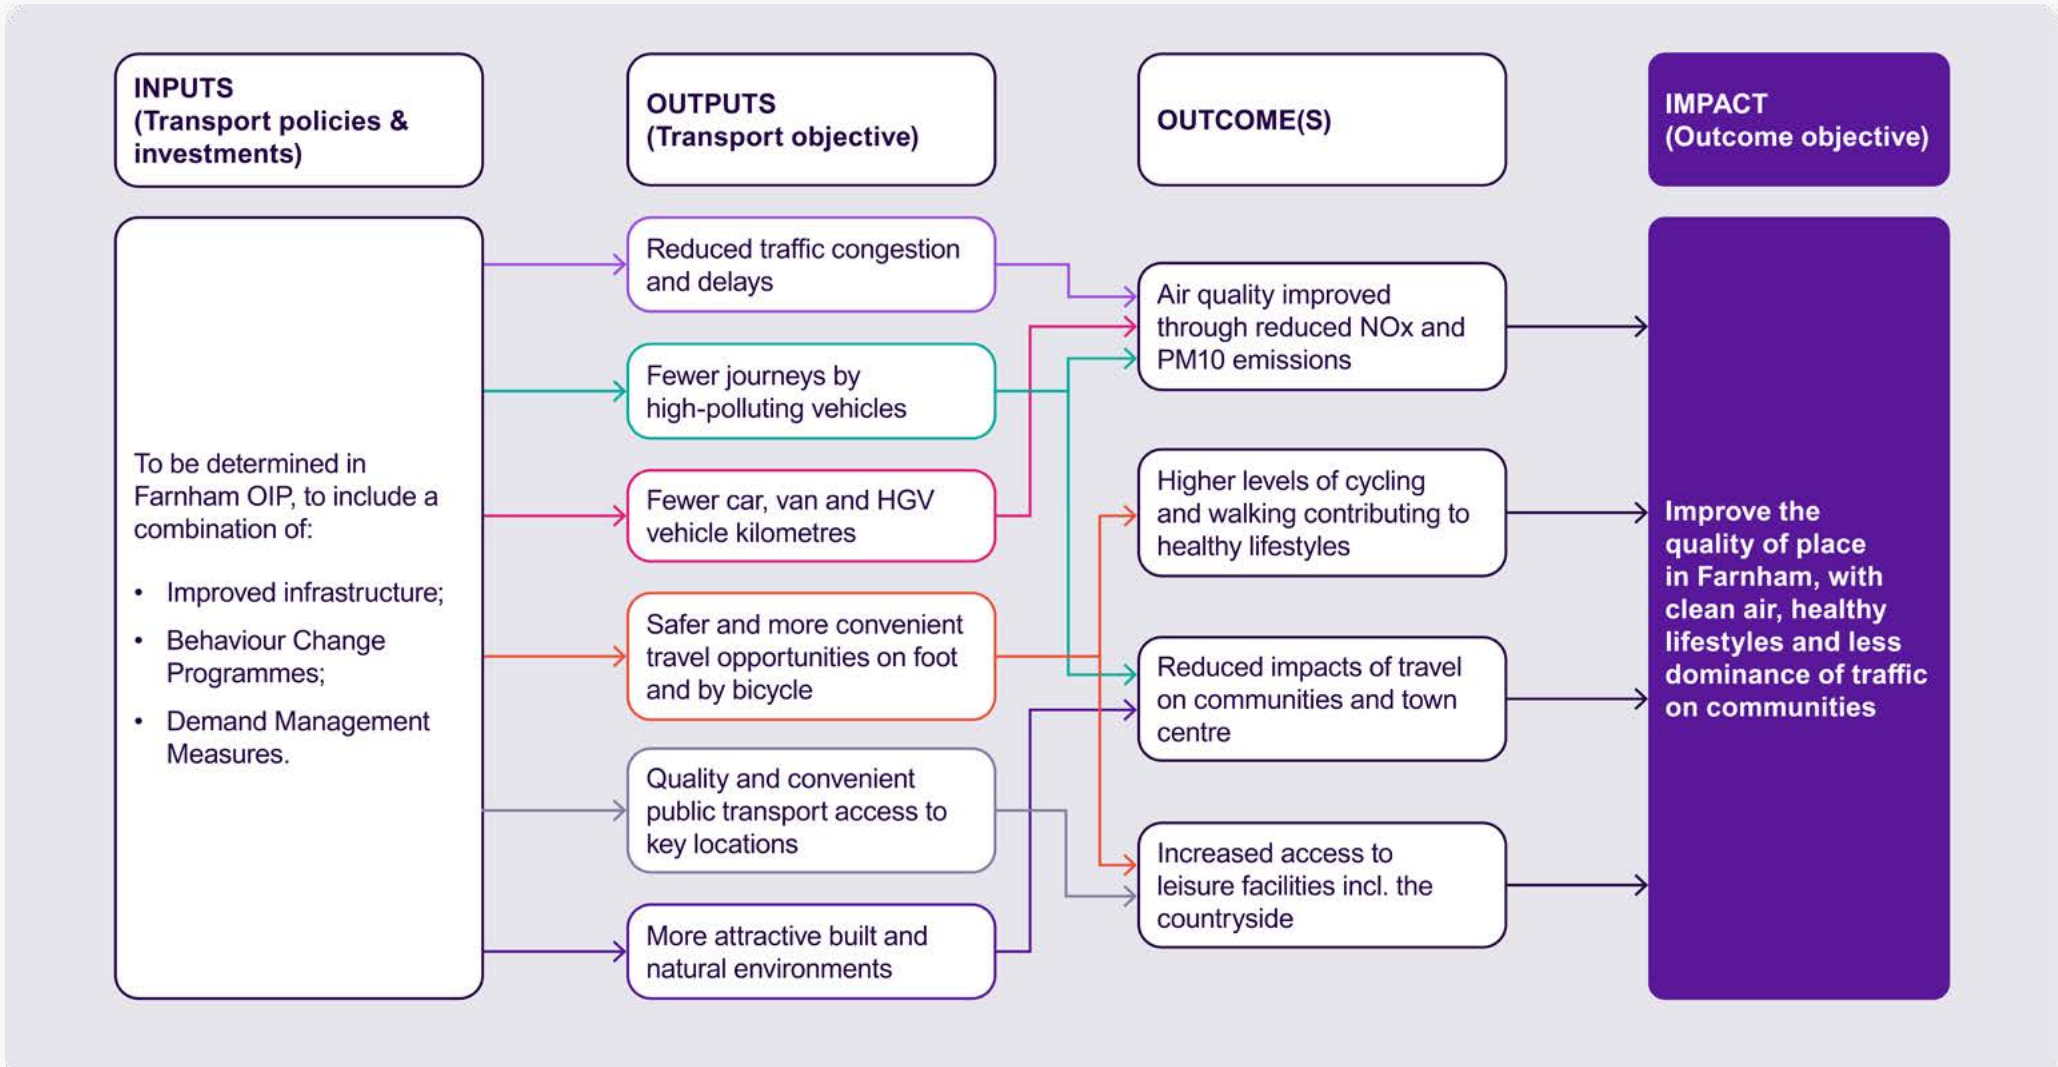 INPUTS
(Transport policies &
investments)
OUTPUTS
(Transport objective)
OUTCOME(S)
IMPACT
(Outcome objective)
To be determined in
Farnham OIP, to include a
combination of:
• Improved infrastructure;
• Behaviour Change
Programmes;
• Demand Management
Measures.
Reduced traffic congestion
and delays
Fewer journeys by
high-polluting vehicles
Fewer car, van and HGV
vehicle kilometres
Safer and more convenient
travel opportunities on foot
and by bicycle
Quality and convenient
public transport access to
key locations
More attractive built and
natural environments
Air quality improved
through reduced NOx and
PM10 emissions
Higher levels of cycling
and walking contributing to
healthy lifestyles
Reduced impacts of travel
on communities and town
centre
Increased access to
leisure facilities incl. the
countryside
Improve the
quality of place
in Farnham, with
clean air, healthy
lifestyles and less
dominance of traffic
on communities